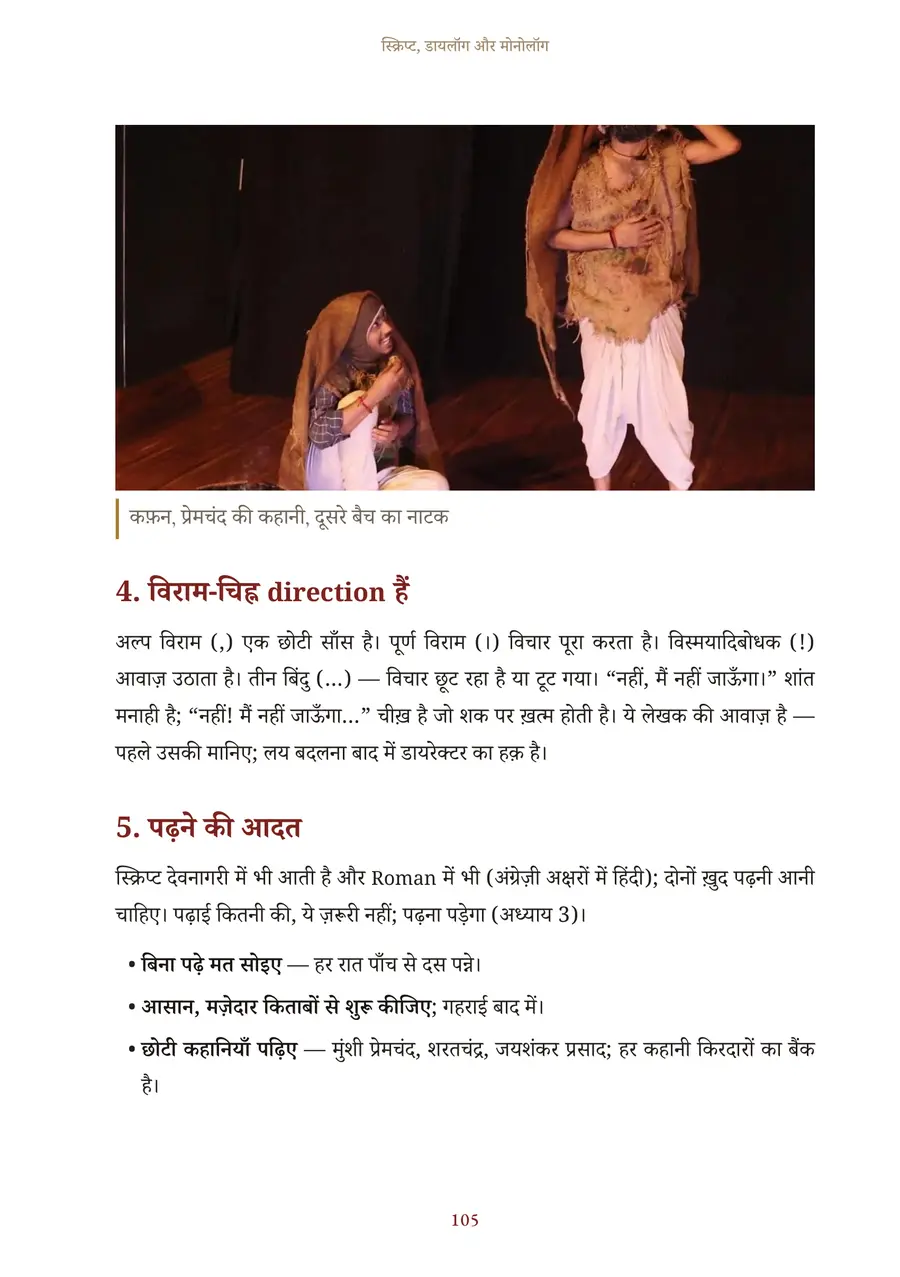 स्क्रिप्ट, डायलॉग और मोनोलॉग
कफ़न, प्रेमचंद की कहानी, दूसरे बैच का नाटक
4. विराम-चिह्न direction हैं
अल्प विराम (,) एक छोटी साँस है। पूर्ण विराम (।) विचार पूरा करता है। विस्मयादिबोधक (!)
आवाज़ उठाता है। तीन बिंदु (…) — विचार छूट रहा है या टूट गया। “नहीं, मैं नहीं जाऊँगा।” शांत
मनाही है; “नहीं! मैं नहीं जाऊँगा…” चीख़ है जो शक पर ख़त्म होती है। ये लेखक की आवाज़ है —
पहले उसकी मानिए; लय बदलना बाद में डायरेक्टर का हक़ है।
5. पढ़ने की आदत
स्क्रिप्ट देवनागरी में भी आती है और Roman में भी (अंग्रेज़ी अक्षरों में हिंदी); दोनों ख़ुद पढ़नी आनी
चाहिए। पढ़ाई कितनी की, ये ज़रूरी नहीं; पढ़ना पड़ेगा (अध्याय 3)।
• बिना पढ़े मत सोइए — हर रात पाँच से दस पन्ने।
• आसान, मज़ेदार किताबों से शुरू कीजिए; गहराई बाद में।
• छोटी कहानियाँ पढ़िए — मुंशी प्रेमचंद, शरतचंद्र, जयशंकर प्रसाद; हर कहानी किरदारों का बैंक
है।
105